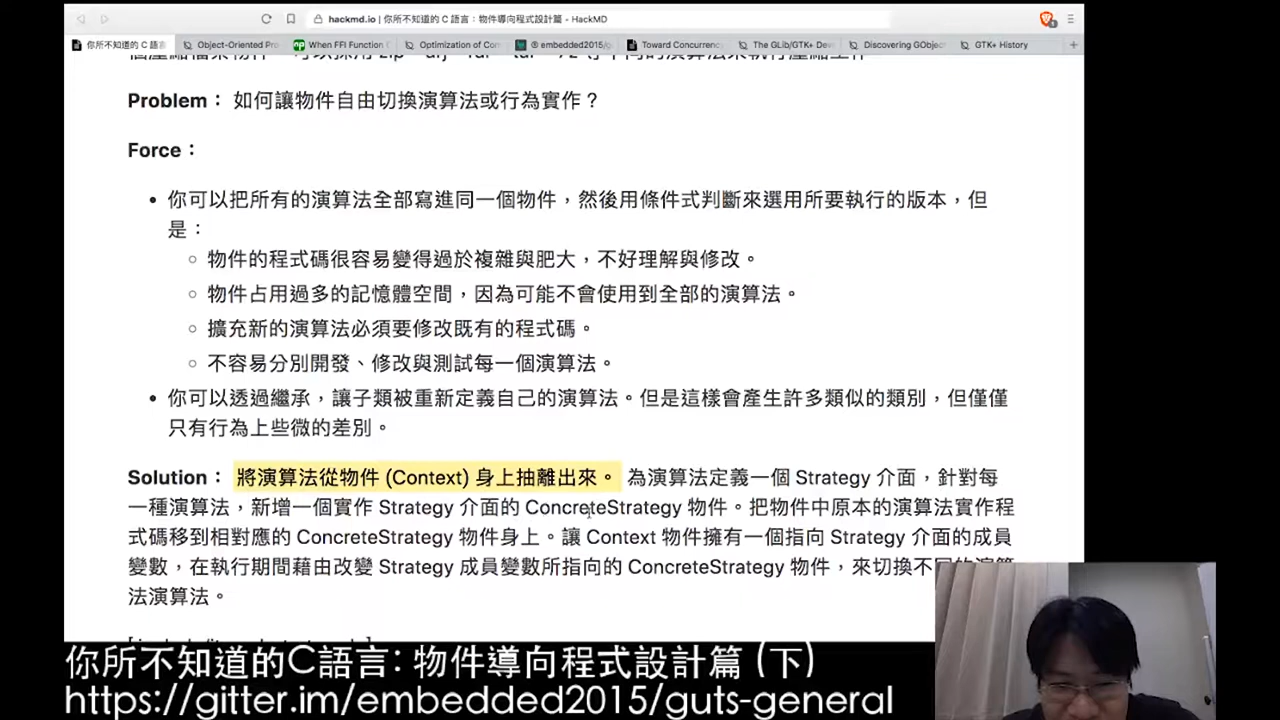 hackmd.io | 你所不知道的 C 語言：物件導向程式設計篇 - HackMD
你所不知道的 C 語言
Object-Oriented Pro
When FFI Function C
Optimization of Con
embedded2015/g
Toward Concurrenc
The GLib/GTK+ Dev
Discovering GObjec
GTK+ History
Problem： 如何讓物件自由切換演算法或行為實作？
Force：
你可以把所有的演算法全部寫進同一個物件，然後用條件式判斷來選用所要執行的版本，但
是：
物件的程式碼很容易變得過於複雜與肥大，不好理解與修改。
物件占用過多的記憶體空間，因為可能不會使用到全部的演算法。
擴充新的演算法必須要修改既有的程式碼。
不容易分別開發、修改與測試每一個演算法。
你可以透過繼承，讓子類被重新定義自己的演算法。但是這樣會產生許多類似的類別，但僅僅
只有行為上些微的差別。
Solution： 將演算法從物件 (Context) 身上抽離出來。 為演算法定義一個 Strategy 介面，針對每
一種演算法，新增一個實作 Strategy 介面的 ConcreteStrategy 物件。把物件中原本的演算法實作程
式碼移到相對應的 ConcreteStrategy 物件身上。讓 Context 物件擁有一個指向 Strategy 介面的成員
變數，在執行期間藉由改變 Strategy 成員變數所指向的 ConcreteStrategy 物件，來切換不同的演算
法演算法。
你所不知道的C語言: 物件導向程式設計篇 (下)
https://gitter.im/embedded2015/guts-general